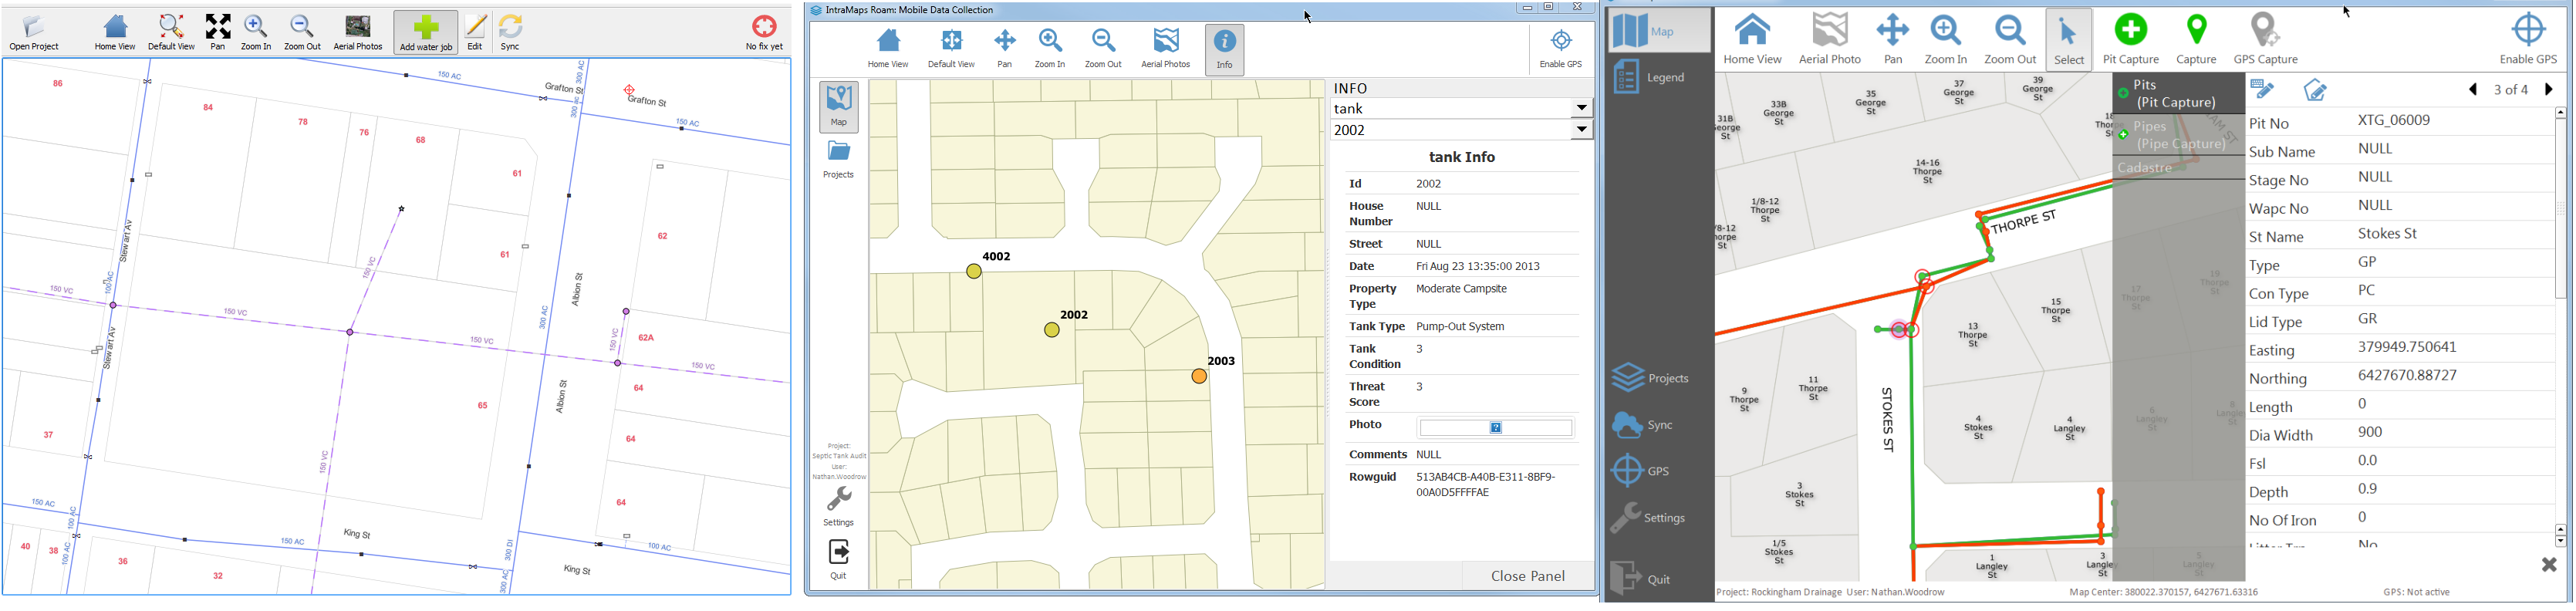 Open Project
Home View
Default View
Pan
Zoom In
Zoom Out
Aerial Photos
Add water job
Edit
Sync
No fix yet
86
84
78
76
68
61
61
62
62A
64
64
64
65
37
40
38
36
32
150 AC
300 AC
Grafton St
Grafton St
150 AC
300 AC
Stewart Av
100 AC
Stewart Av
150 VC
150 VC
150 VC
150 VC
150 VC
150 VC
150 VC
300 AC
Albion St
Albion St
150 AC
100 AC
100 AC
150 AC
King St
King St
300 DI
300 AC
100 AC
IntraMaps Roam: Mobile Data Collection
Home View
Default View
Pan
Zoom In
Zoom Out
Aerial Photos
Info
Enable GPS
Map
Projects
Project:
Septic Tank Audit
User:
Nathan.Woodrow
Settings
Quit
4002
2002
2003
INFO
tank
2002
tank Info
Id 2002
House Number NULL
Street NULL
Date Fri Aug 23 13:35:00 2013
Property Type Moderate Campsite
Tank Type Pump-Out System
Tank Condition 3
Threat Score 3
Photo
Comments NULL
Rowguid 513AB4CB-A40B-E311-8BF9-
00A0D5FFFFAE
Close Panel
Map
Legend
Projects
Sync
GPS
Settings
Quit
Home View
Aerial Photo
Pan
Zoom In
Zoom Out
Select
Pit Capture
Capture
GPS Capture
Enable GPS
31B
George
St
33B
George
St
35
George
St
37
George
St
39
George
St
14-16
Thorpe
St
1/8-12
Thorpe
St
THORPE ST
STOKES ST
15
Thorpe
St
13
Thorpe
St
11
Thorpe
St
9
Thorpe
St
4
Stokes
St
4
Langley
St
3
Stokes
St
1/5
Stokes
St
1
Langley
St
3
Langley
St
17
Thorpe
St
Pits
(Pit Capture)
Pipes
(Pipe Capture)
Cadastre
3 of 4
Pit No XTG_06009
Sub Name NULL
Stage No NULL
Wapc No NULL
St Name Stokes St
Type GP
Con Type PC
Lid Type GR
Easting 379949.750641
Northing 6427670.88727
Length 0
Dia Width 900
Fsl 0.0
Depth 0.9
No Of Iron 0
Project: Rockingham Drainage User: Nathan.Woodrow
Map Center: 380022.370157, 6427671.63316
GPS: Not active